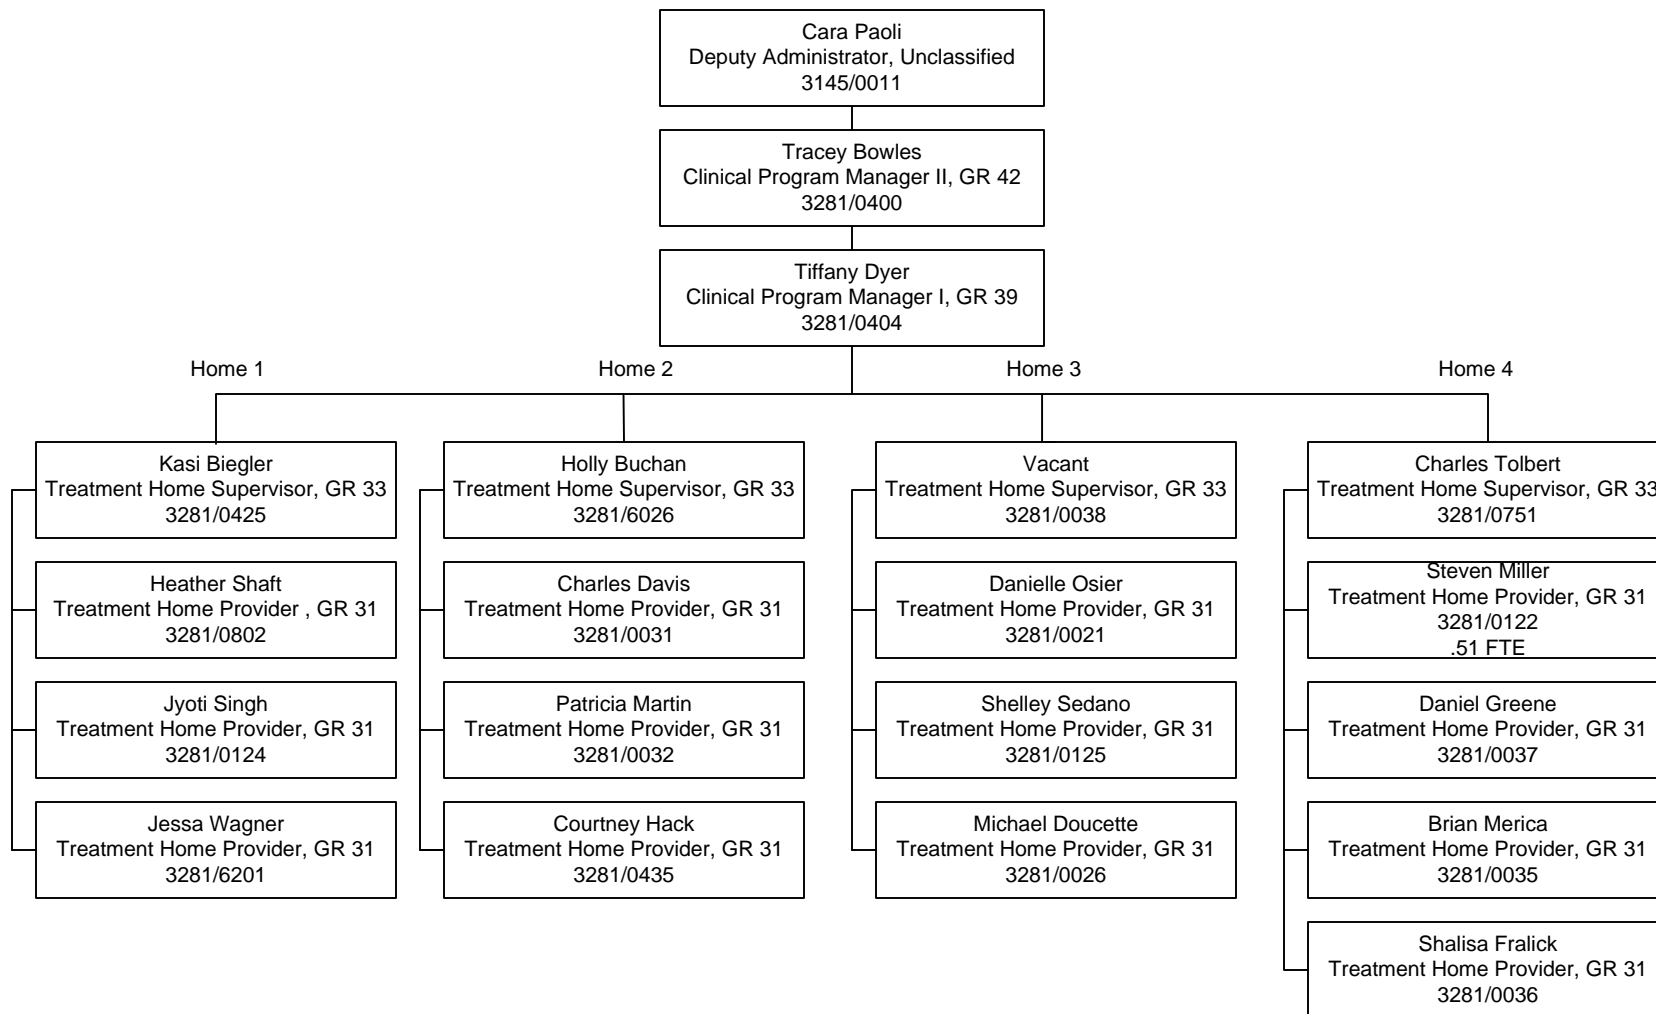 Cara Paoli
Deputy Administrator, Unclassified
3145/0011
Tracey Bowles
Clinical Program Manager II, GR 42
3281/0400
Tiffany Dyer
Clinical Program Manager I, GR 39
3281/0404
Home 1
Home 2
Home 3
Home 4
Kasi Biegler
Treatment Home Supervisor, GR 33
3281/0425
Heather Shaft
Treatment Home Provider , GR 31
3281/0802
Jyoti Singh
Treatment Home Provider, GR 31
3281/0124
Jessa Wagner
Treatment Home Provider, GR 31
3281/6201
Holly Buchan
Treatment Home Supervisor, GR 33
3281/6026
Charles Davis
Treatment Home Provider, GR 31
3281/0031
Patricia Martin
Treatment Home Provider, GR 31
3281/0032
Courtney Hack
Treatment Home Provider, GR 31
3281/0435
Vacant
Treatment Home Supervisor, GR 33
3281/0038
Danielle Osier
Treatment Home Provider, GR 31
3281/0021
Shelley Sedano
Treatment Home Provider, GR 31
3281/0125
Michael Doucette
Treatment Home Provider, GR 31
3281/0026
Charles Tolbert
Treatment Home Supervisor, GR 33
3281/0751
Steven Miller
Treatment Home Provider, GR 31
3281/0122
.51 FTE
Daniel Greene
Treatment Home Provider, GR 31
3281/0037
Brian Merica
Treatment Home Provider, GR 31
3281/0035
Shalisa Fralick
Treatment Home Provider, GR 31
3281/0036